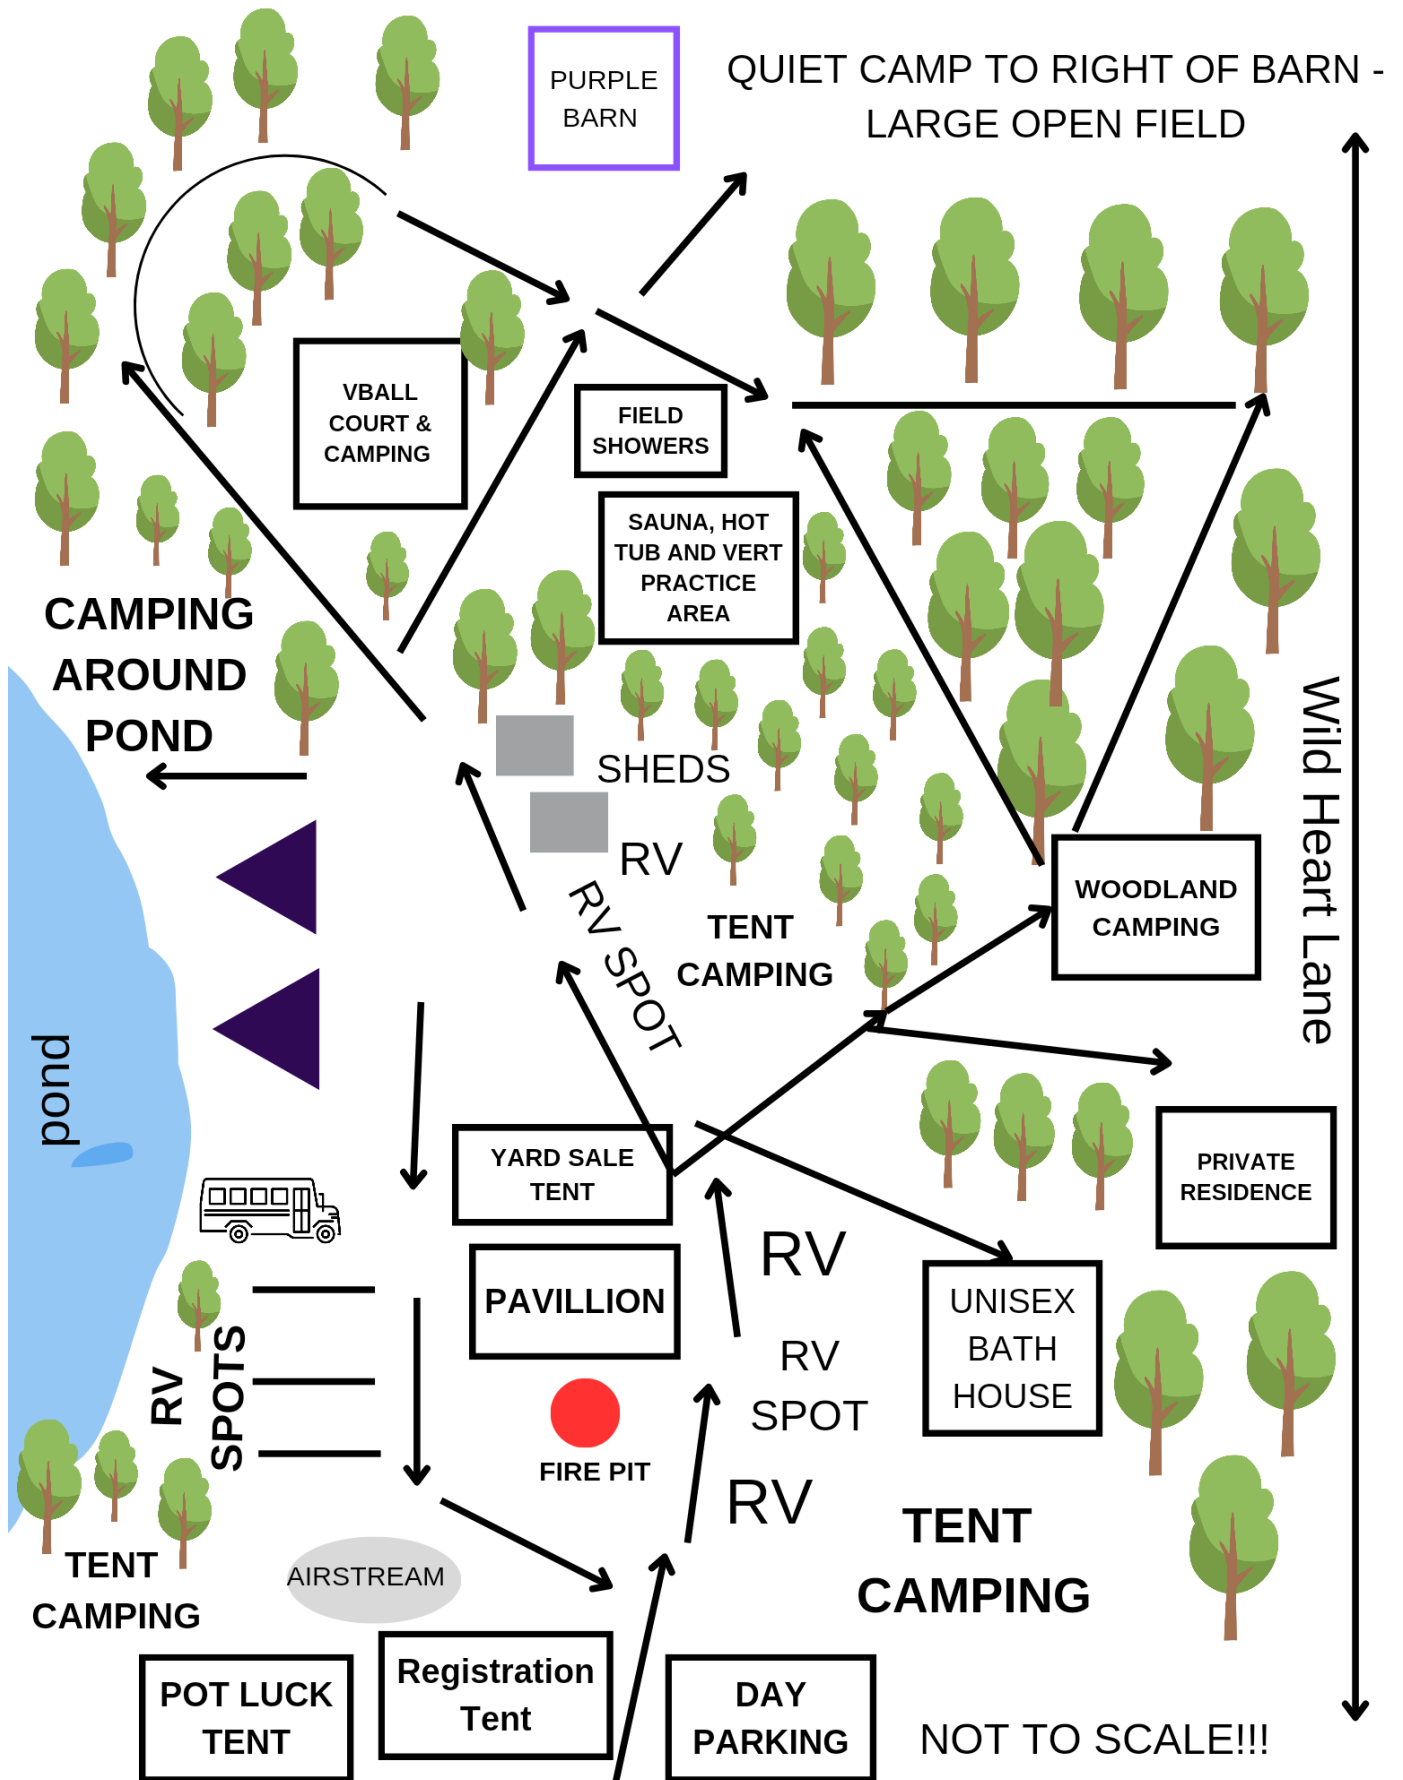 PURPLE
BARN
QUIET CAMP TO RIGHT OF BARN -
LARGE OPEN FIELD
VBALL
COURT &
CAMPING
FIELD
SHOWERS
SAUNA, HOT
TUB AND VERT
PRACTICE
AREA
CAMPING
AROUND
POND
SHEDS
RV
RV SPOT
TENT
CAMPING
WOODLAND
CAMPING
Wild Heart Lane
pond
YARD SALE
TENT
PRIVATE
RESIDENCE
PAVILLION
RV
UNISEX
BATH
HOUSE
RV
SPOT
RV
SPOTS
FIRE PIT
RV
TENT
CAMPING
TENT
CAMPING
AIRSTREAM
POT LUCK
TENT
Registration
Tent
DAY
PARKING
NOT TO SCALE!!!